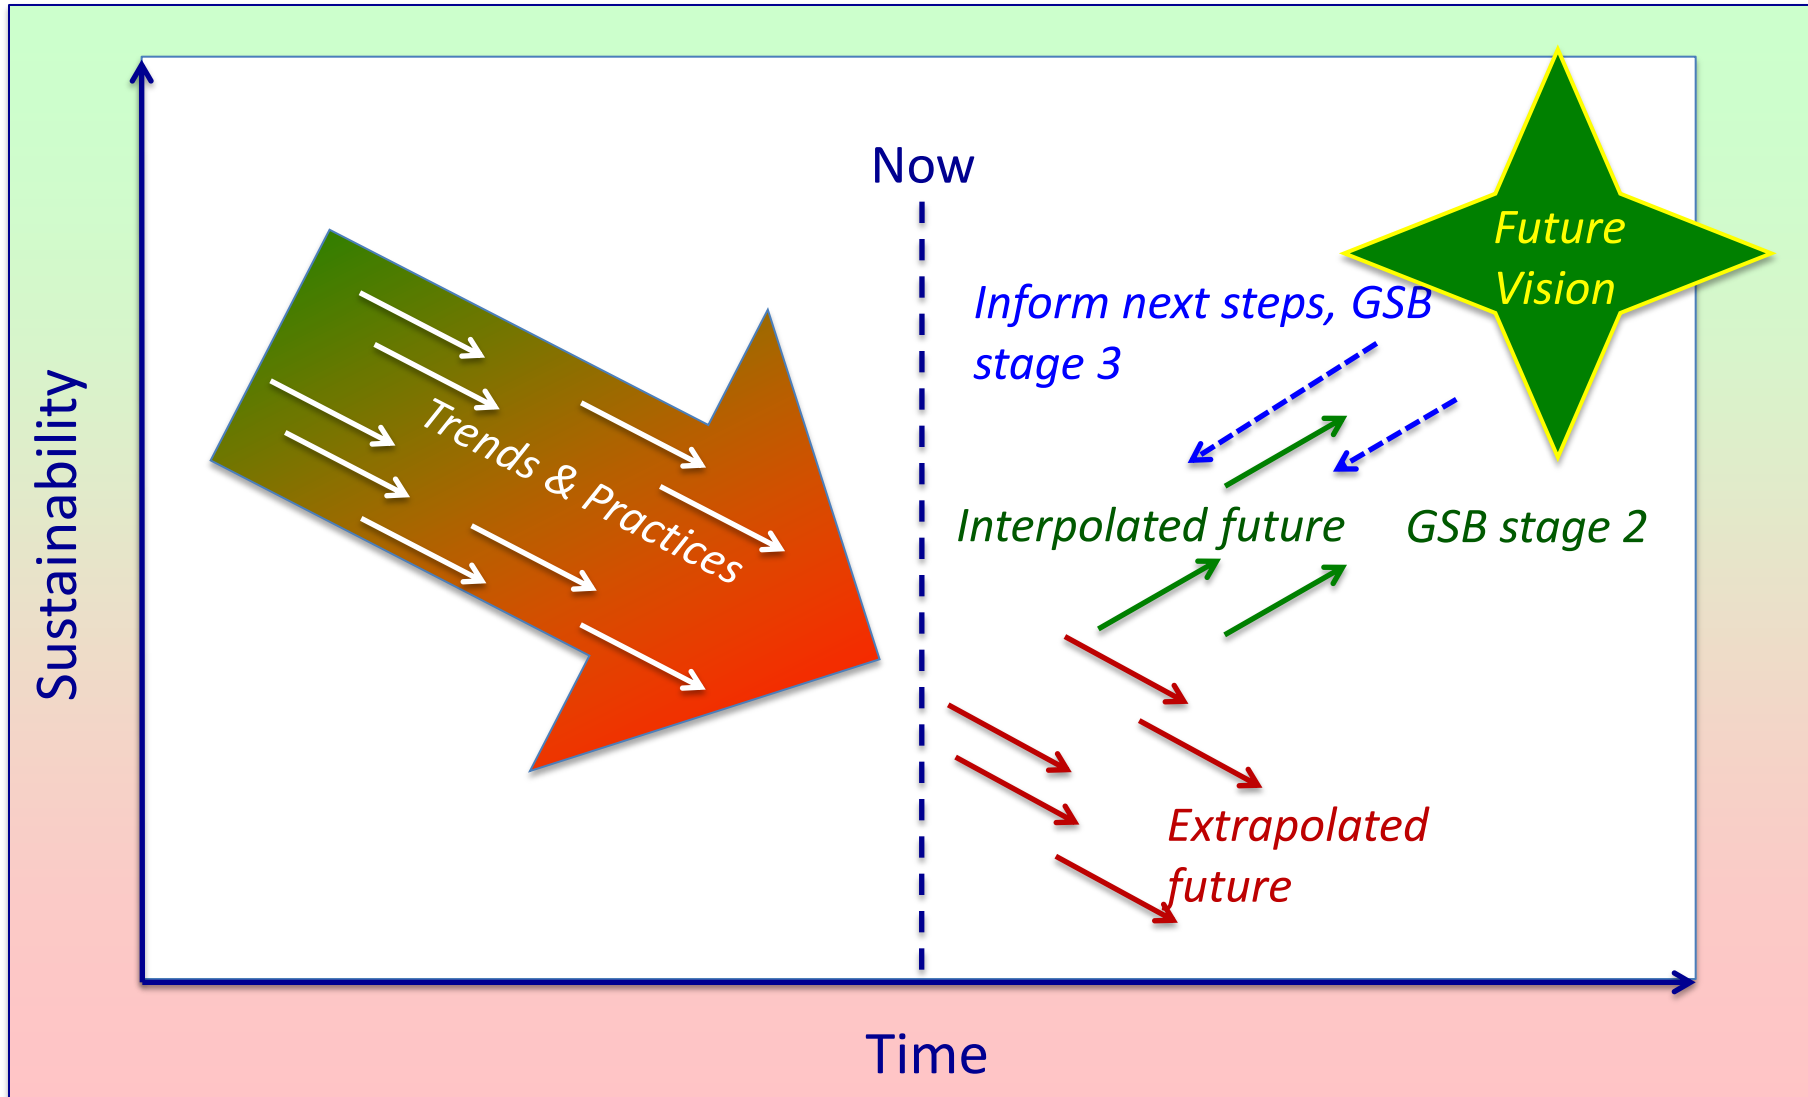 Now
Future
Vision
Inform next steps, GSB
stage 3
Trends & Practices
Interpolated future
GSB stage 2
Extrapolated
future
Sustainability
Time